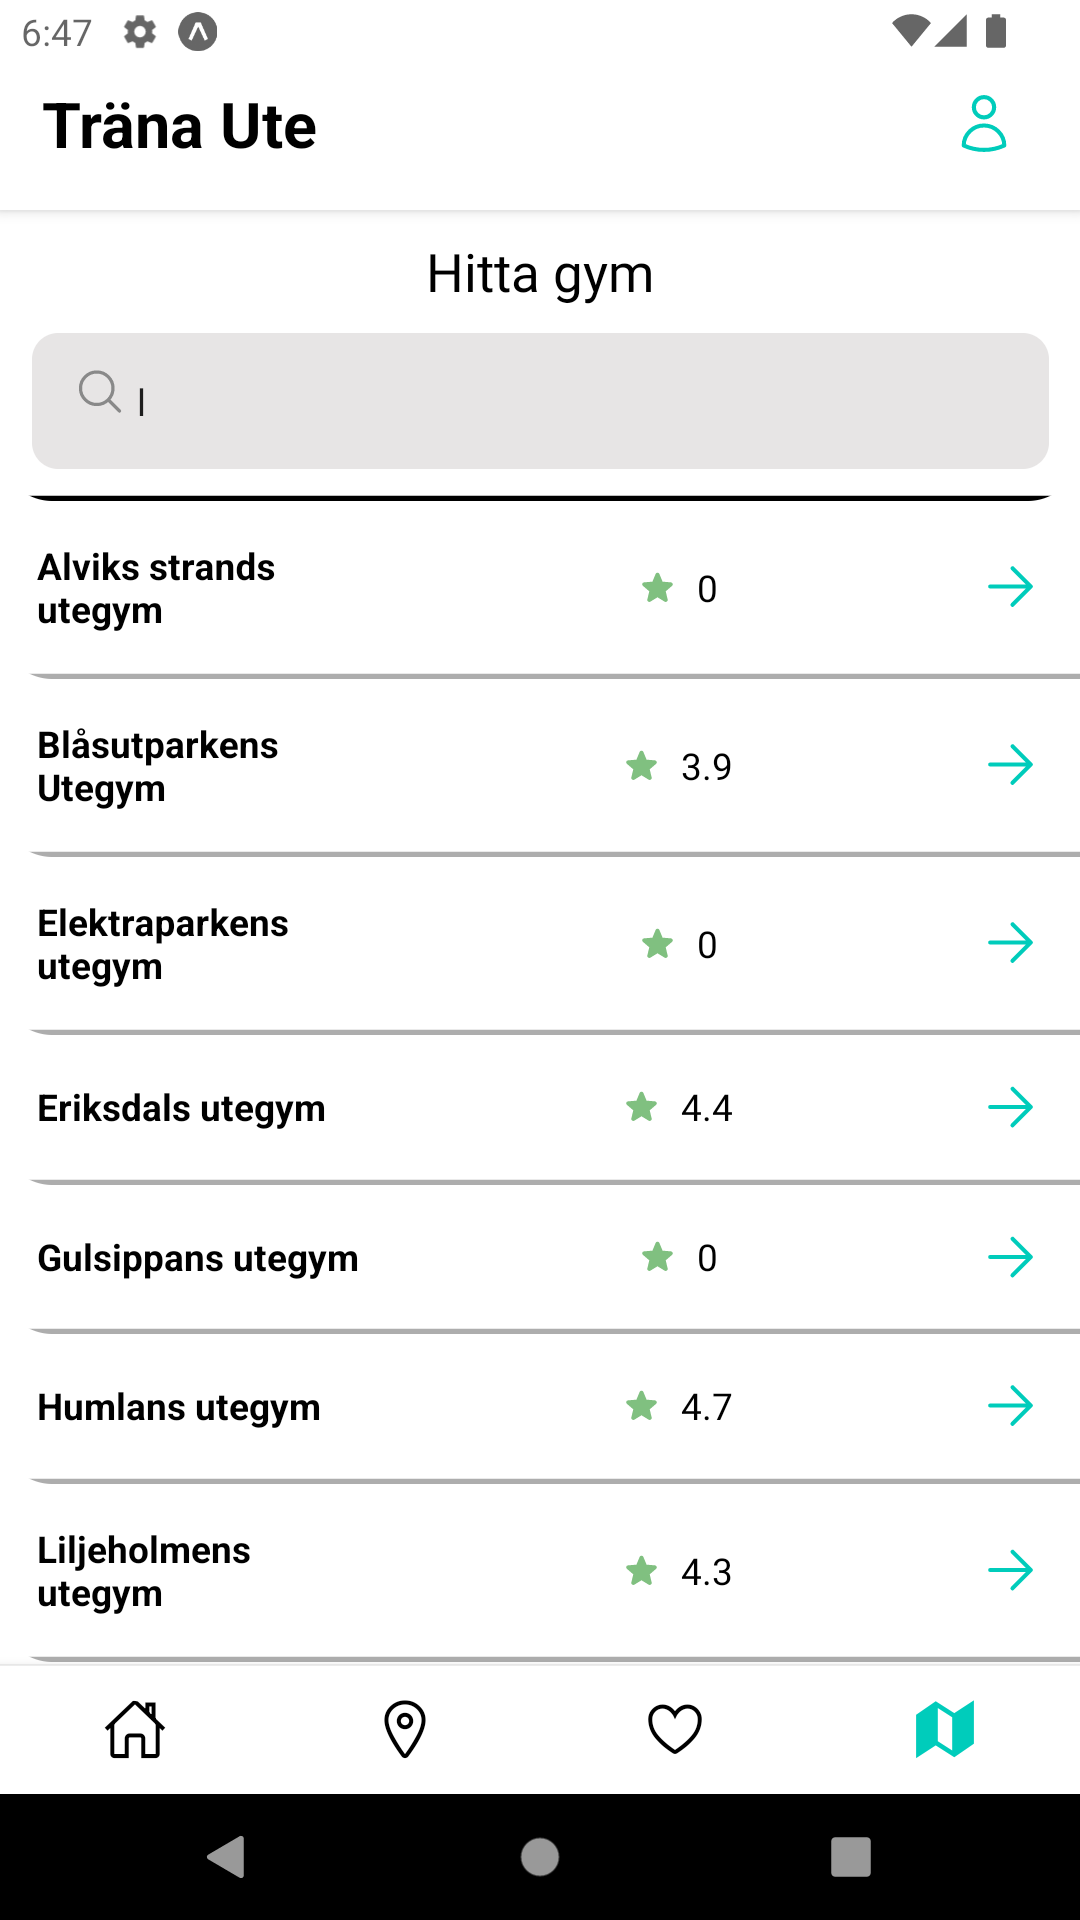 6:47
Träna Ute
Hitta gym
l
Alviks strands
utegym
0
Blåsutparkens
Utegym
3.9
Elektraparkens
utegym
0
Eriksdals utegym
4.4
Gulsippans utegym
0
Humlans utegym
4.7
Liljeholmens
utegym
4.3